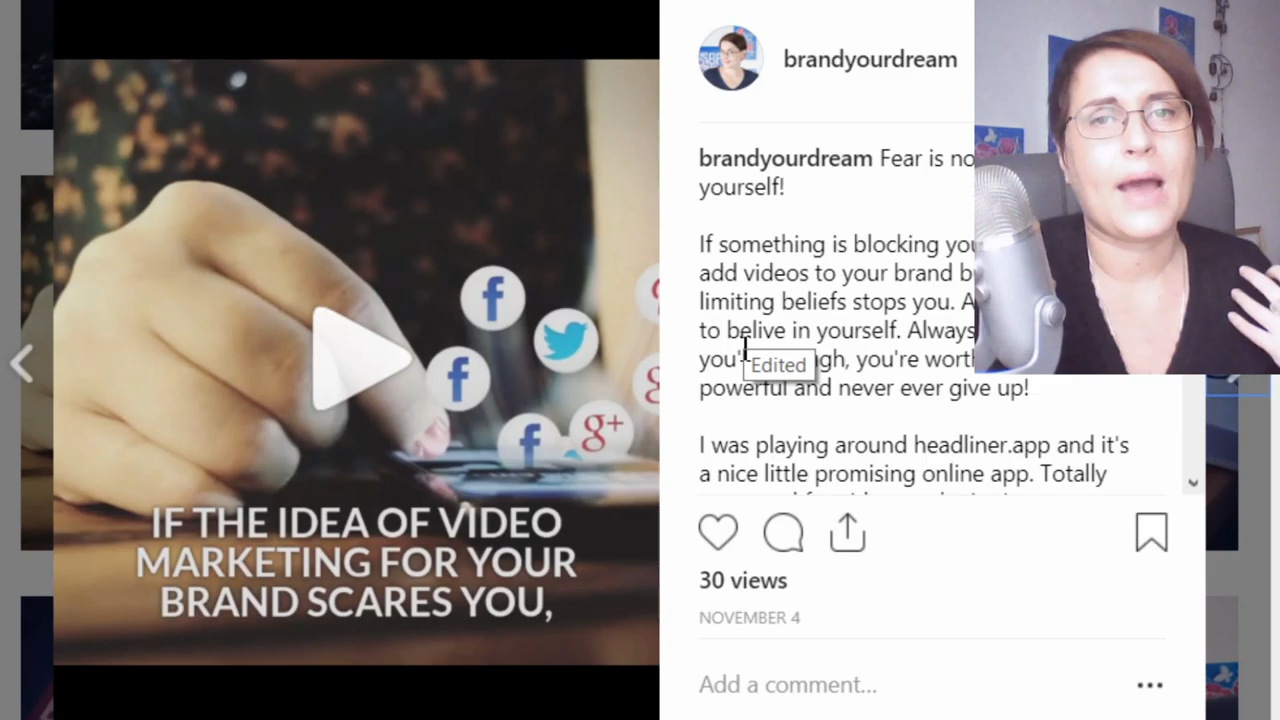 brandyourdream
brandyourdream Fear is no
yourself!
If something is blocking you
add videos to your brand b
limiting beliefs stops you. A
to belive in yourself. Always
you' gh, you're worth
Edited
powerful and never ever give up!
I was playing around headliner.app and it's
a nice little promising online app. Totally
30 views
NOVEMBER 4
Add a comment...
IF THE IDEA OF VIDEO
MARKETING FOR YOUR
BRAND SCARES YOU,
f
f
f
g+